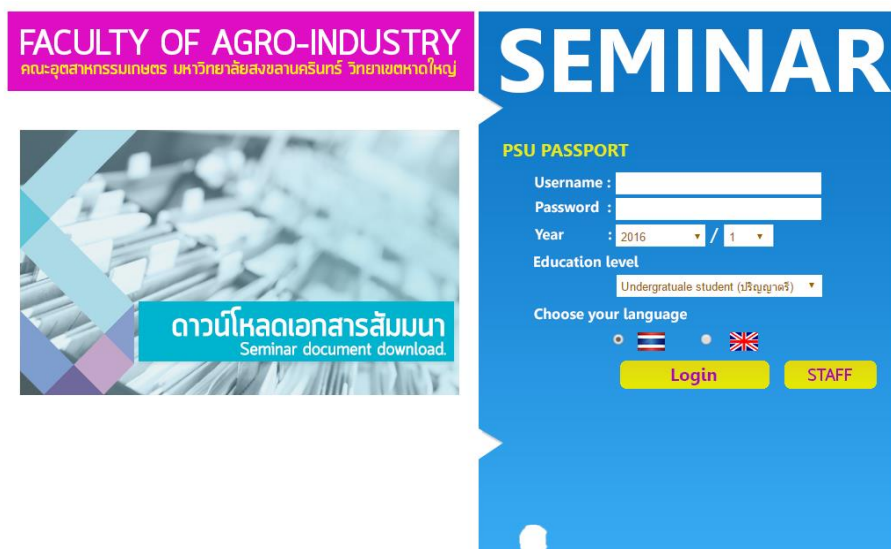 FACULTY OF AGRO-INDUSTRY
คณะอุตสาหกรรมเกษตร มหาวิทยาลัยสงขลานครินทร์ วิทยาเขตหาดใหญ่
ดาวน์โหลดเอกสารสัมมนา
Seminar document download.
SEMINAR
PSU PASSPORT
Username :
Password :
Year : 2016 / 1
Education level
Undergratuale student (ปริญญาตรี)
Choose your language
Login STAFF